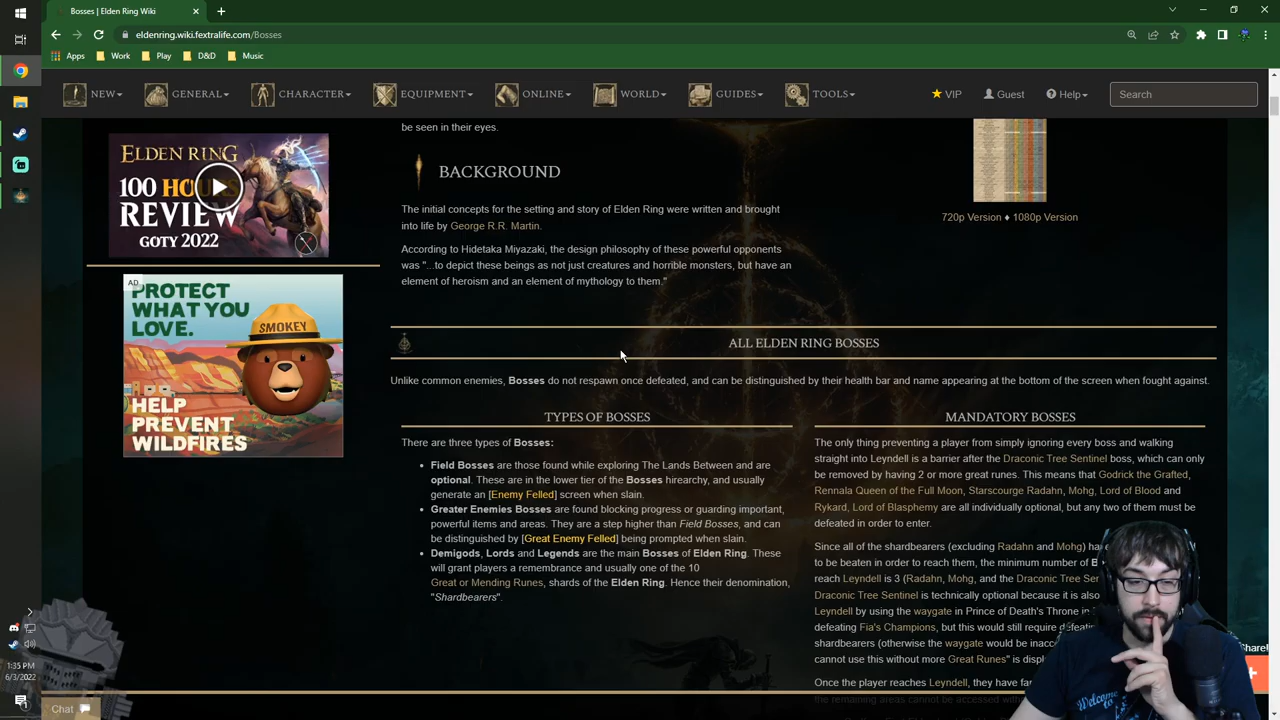 Bosses | Elden Ring
eldenring.wiki.fextralife.com/Bosses
Apps Work Play D&D Music
NEW GENERAL CHARACTER EQUIPMENT ONLINE WORLD GUIDES TOOLS VIP Guest Help Search
be seen in their eyes.
ELDEN RING
100 HOURS
REVIEW
GOTY 2022
BACKGROUND
The initial concepts for the setting and story of Elden Ring were written and brought
into life by George R.R. Martin.
According to Hidetaka Miyazaki, the design philosophy of these powerful opponents
was "...to depict these beings as not just creatures and horrible monsters, but have an
element of heroism and an element of mythology to them."
720p Version ♦ 1080p Version
AD
PROTECT
WHAT YOU
LOVE.
SMOKEY
HELP
PREVENT
WILDFIRES
ALL ELDEN RING BOSSES
Unlike common enemies, Bosses do not respawn once defeated, and can be distinguished by their health bar and name appearing at the bottom of the screen when fought against.
TYPES OF BOSSES
There are three types of Bosses:
• Field Bosses are those found while exploring The Lands Between and are
optional. These are in the lower tier of the Bosses hirearchy, and usually
generate an [Enemy Felled] screen when slain.
• Greater Enemies Bosses are found blocking progress or guarding important,
powerful items and areas. They are a step higher than Field Bosses, and can
be distinguished by [Great Enemy Felled] being prompted when slain.
• Demigods, Lords and Legends are the main Bosses of Elden Ring. These
will grant players a remembrance and usually one of the 10
Great or Mending Runes, shards of the Elden Ring. Hence their denomination,
"Shardbearers".
MANDATORY BOSSES
The only thing preventing a player from simply ignoring every boss and walking
straight into Leyndell is a barrier after the Draconic Tree Sentinel boss, which can only
be removed by having 2 or more great runes. This means that Godrick the Grafted,
Rennala Queen of the Full Moon, Starscourge Radahn, Mohg, Lord of Blood and
Rykard, Lord of Blasphemy are all individually optional, but any two of them must be
defeated in order to enter.
Since all of the shardbearers (excluding Radahn and Mohg)
to be beaten in order to reach them, the minimum number of
reach Leyndell is 3 (Radahn, Mohg, and the Draconic Tree
Draconic Tree Sentinel is technically optional because it is also
Leyndell by using the waygate in Prince of Death's Throne
defeating Fia's Champions, but this would still require
shardbearers (otherwise the waygate would be
cannot use this without more Great Runes" is
Once the player reaches Leyndell, they have
the remaining areas cannot be accessed
1:35 PM
6/3/2022
Chat
Welcome